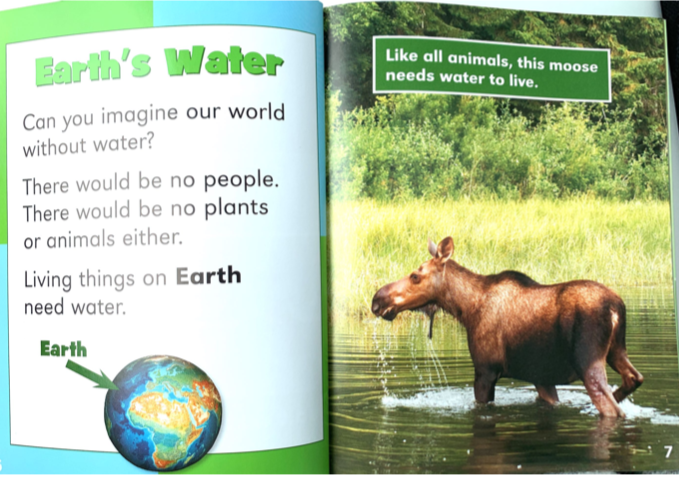 Earth's Water
Can you imagine our world
without water?
There would be no people.
There would be no plants
or animals either.
Living things on Earth
need water.
Earth
Like all animals, this moose
needs water to live.
7